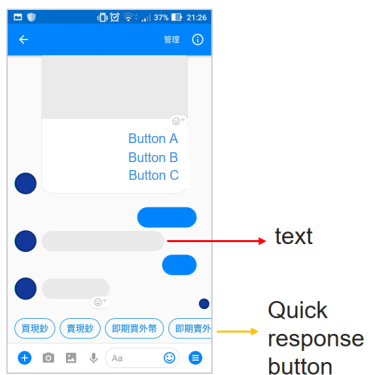 37% 21:26
管理
Button A
Button B
Button C
text
買現鈔 賣現鈔 即期買外幣 即期賣外
Quick
response
button
Aa